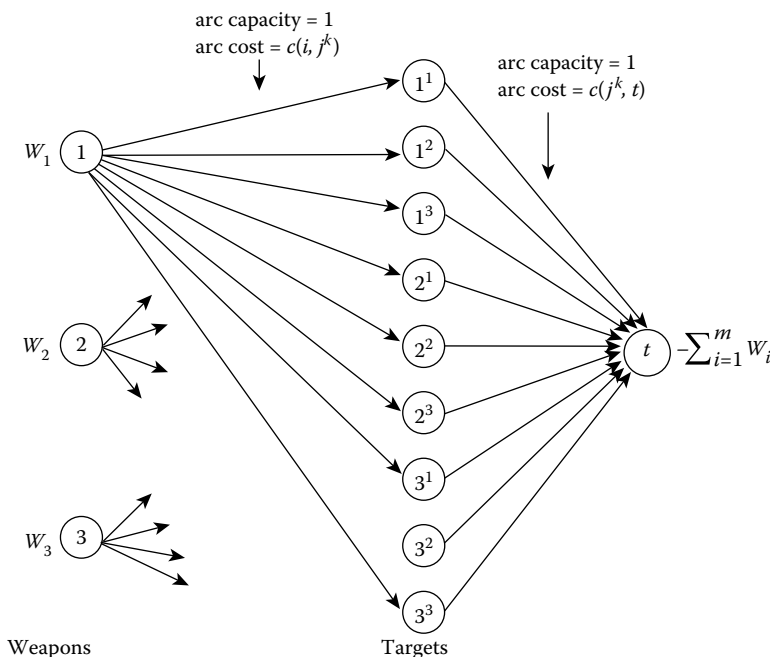 arc capacity = 1
arc cost = c(i, j^k)
arc capacity = 1
arc cost = c(j^k, t)
W_1
1
W_2
2
W_3
3
1^1
1^2
1^3
2^1
2^2
2^3
3^1
3^2
3^3
t
–∑_{i=1}^{m} W_i
Weapons
Targets